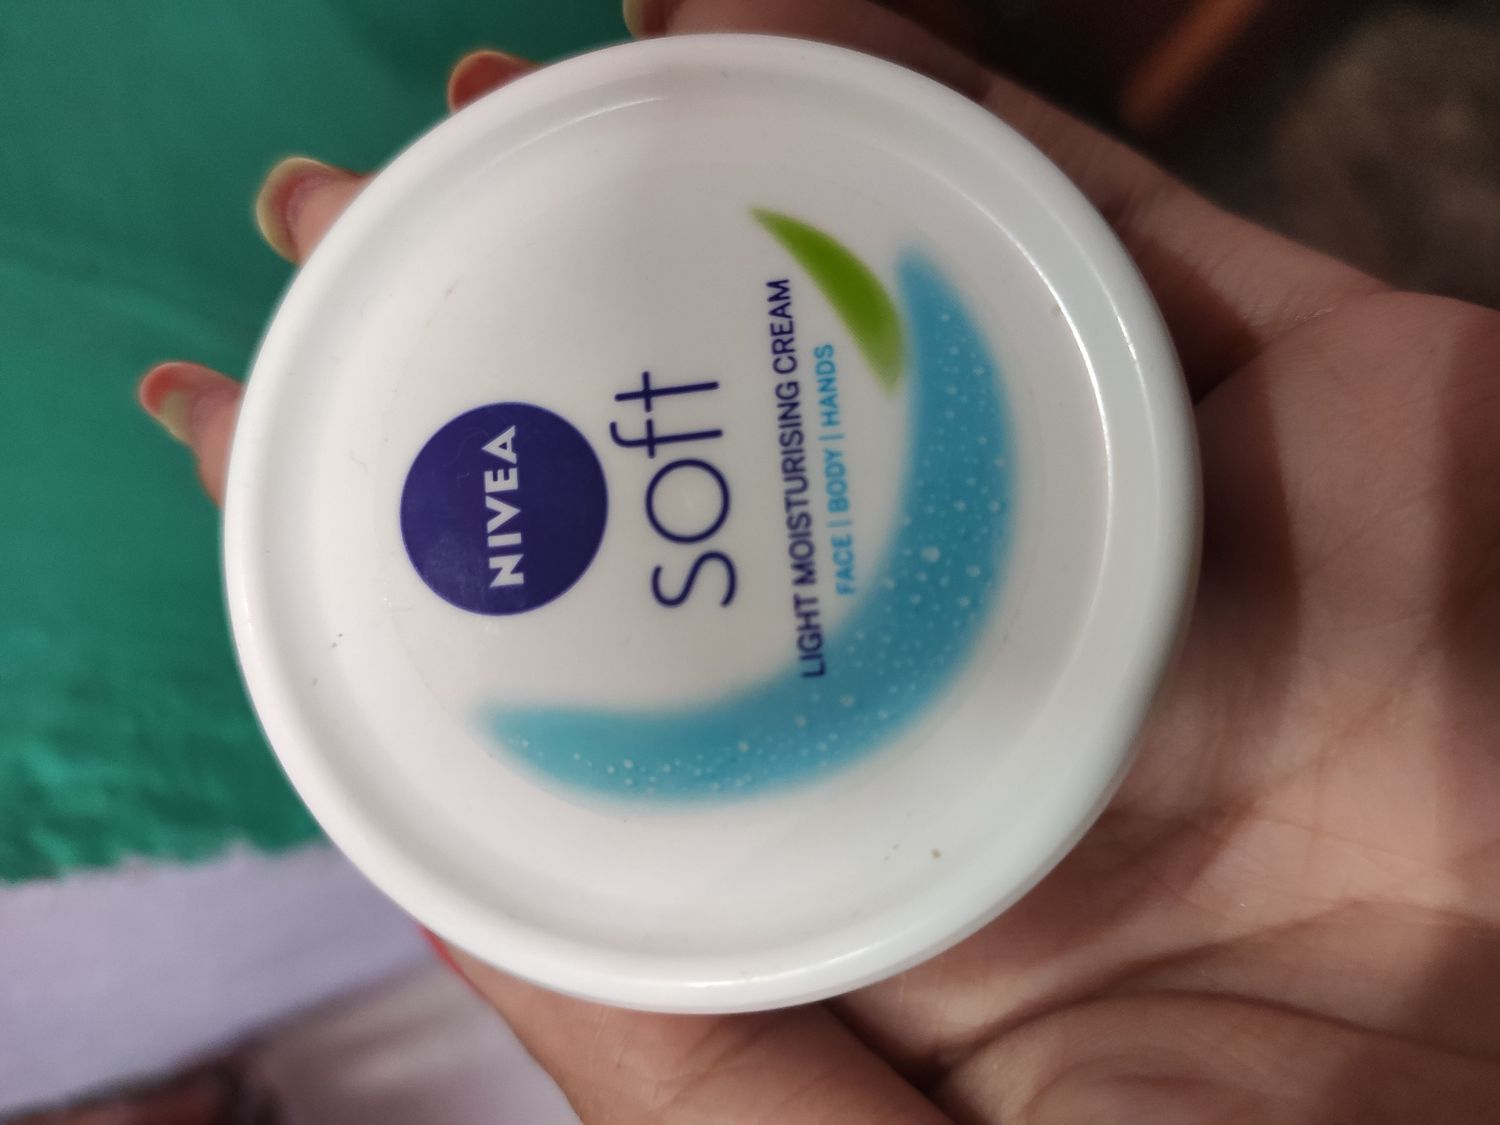 NIVEA
soft
LIGHT MOISTURISING CREAM
FACE | BODY | HANDS